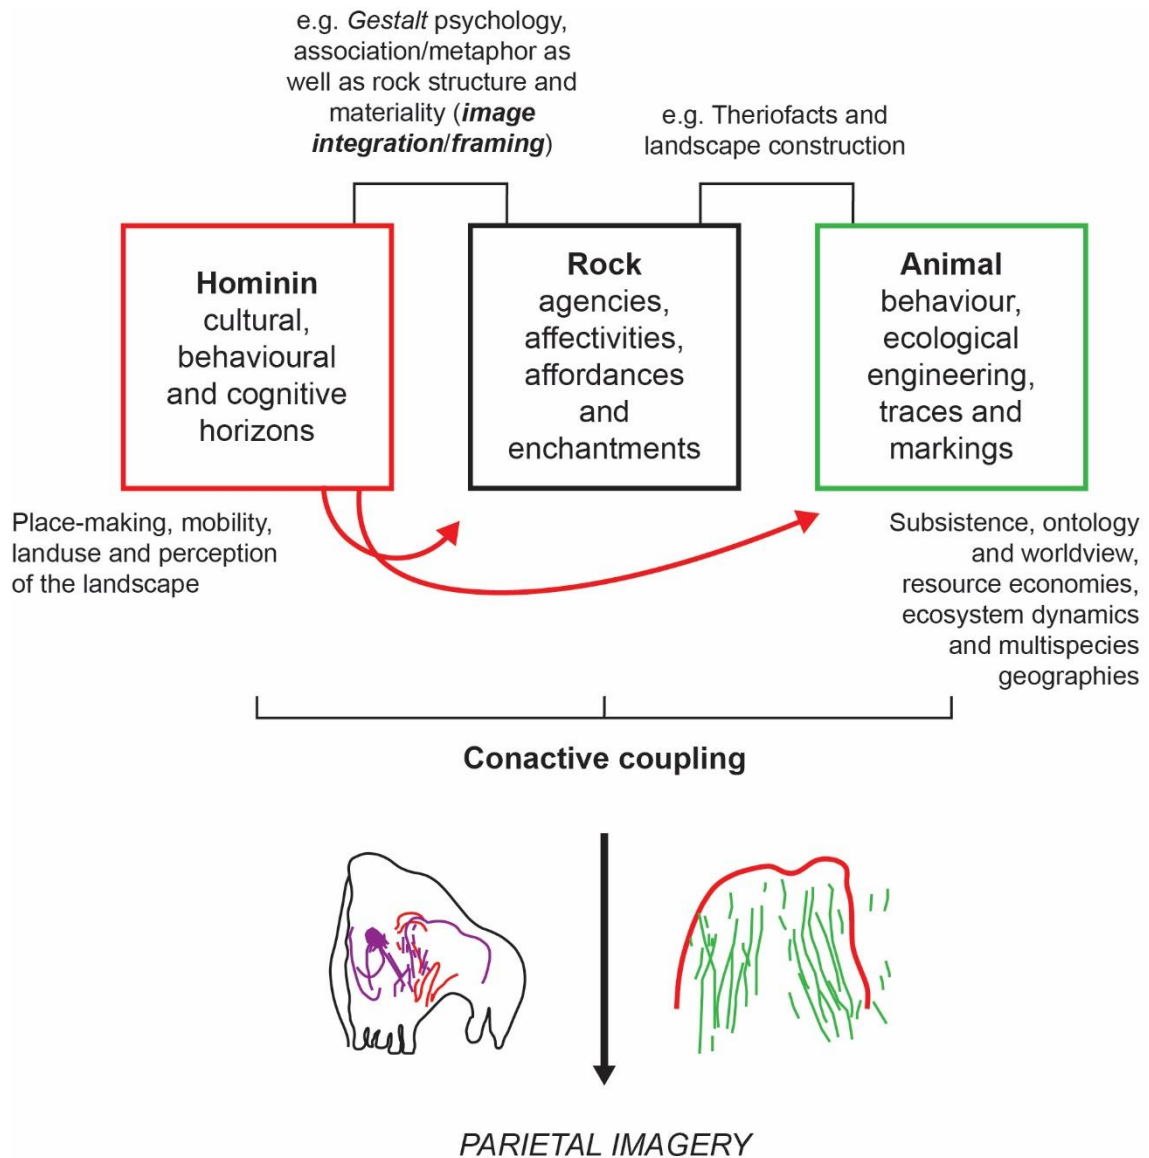 e.g. Gestalt psychology,
association/metaphor as
well as rock structure and
materiality (image
integration/framing)
e.g. Theriofacts and
landscape construction
Hominin
cultural,
behavioural
and cognitive
horizons
Rock
agencies,
affectivities,
affordances
and
enchantments
Animal
behaviour,
ecological
engineering,
traces and
markings
Place-making, mobility,
landuse and perception
of the landscape
Subsistence, ontology
and worldview,
resource economies,
ecosystem dynamics
and multispecies
geographies
Conactive coupling
PARIETAL IMAGERY